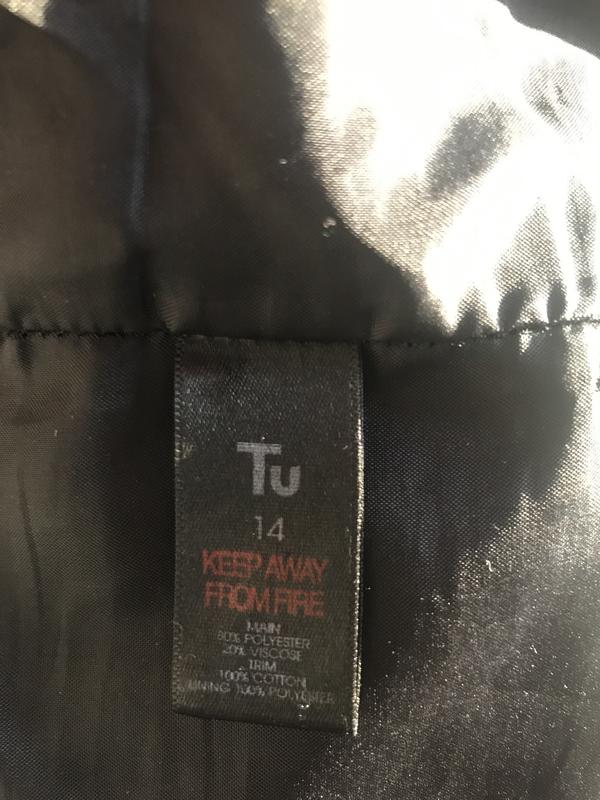 Tu
14
KEEP AWAY
FROM FIRE
MAIN
80% POLYESTER
20% VISCOSE
TRIM
100% COTTON
LINING 100% POLYESTER